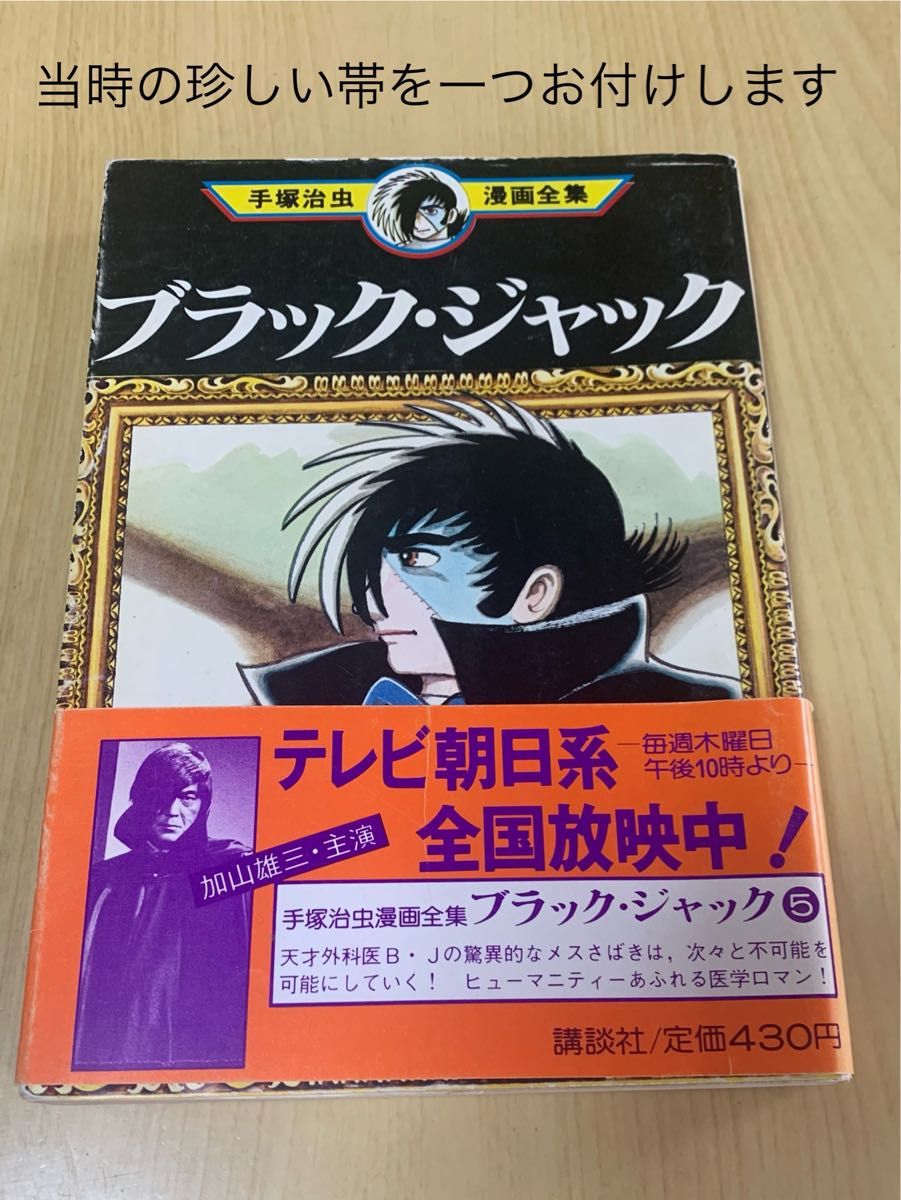 当時の珍しい帯を一つお付けします
手塚治虫 漫画全集
ブラック・ジャック
テレビ朝日系
―毎週木曜日
午後10時より―
全国放映中!
加山雄三・主演
手塚治虫漫画全集 ブラック・ジャック⑤
天才外科医B・Jの驚異的なメスさばきは,次々と不可能を
可能にしていく! ヒューマニティーあふれる医学ロマン!
講談社/定価430円